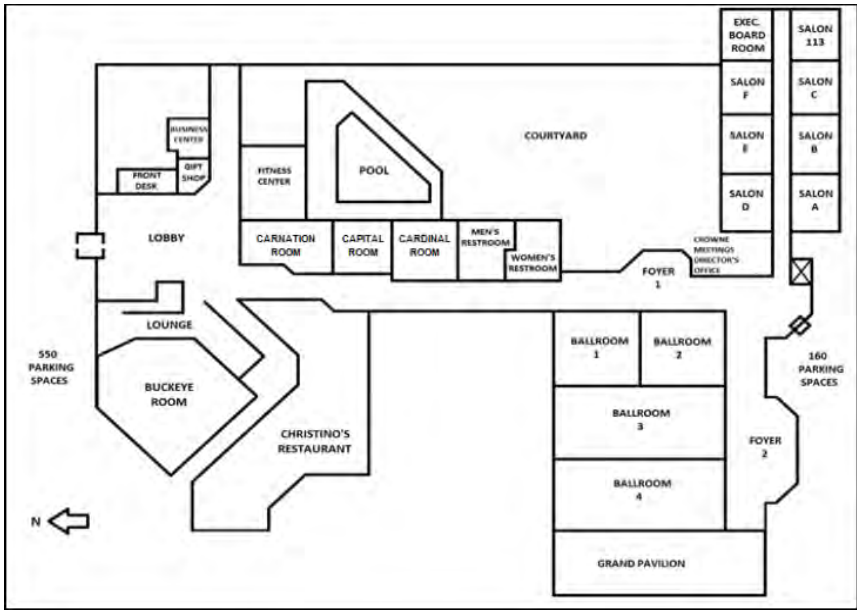 EXEC.
BOARD
ROOM
SALON
113
SALON
F
SALON
C
BUSINESS
CENTER
GIFT
SHOP
FRONT
DESK
FITNESS
CENTER
POOL
COURTYARD
SALON
E
SALON
B
SALON
D
SALON
A
LOBBY
CARNATION
ROOM
CAPITAL
ROOM
CARDINAL
ROOM
MEN'S
RESTROOM
WOMEN'S
RESTROOM
FOYER
1
CROWNE
MEETINGS
DIRECTOR'S
OFFICE
LOUNGE
550
PARKING
SPACES
BUCKEYE
ROOM
CHRISTINO'S
RESTAURANT
BALLROOM
1
BALLROOM
2
160
PARKING
SPACES
BALLROOM
3
FOYER
2
BALLROOM
4
N
GRAND PAVILION